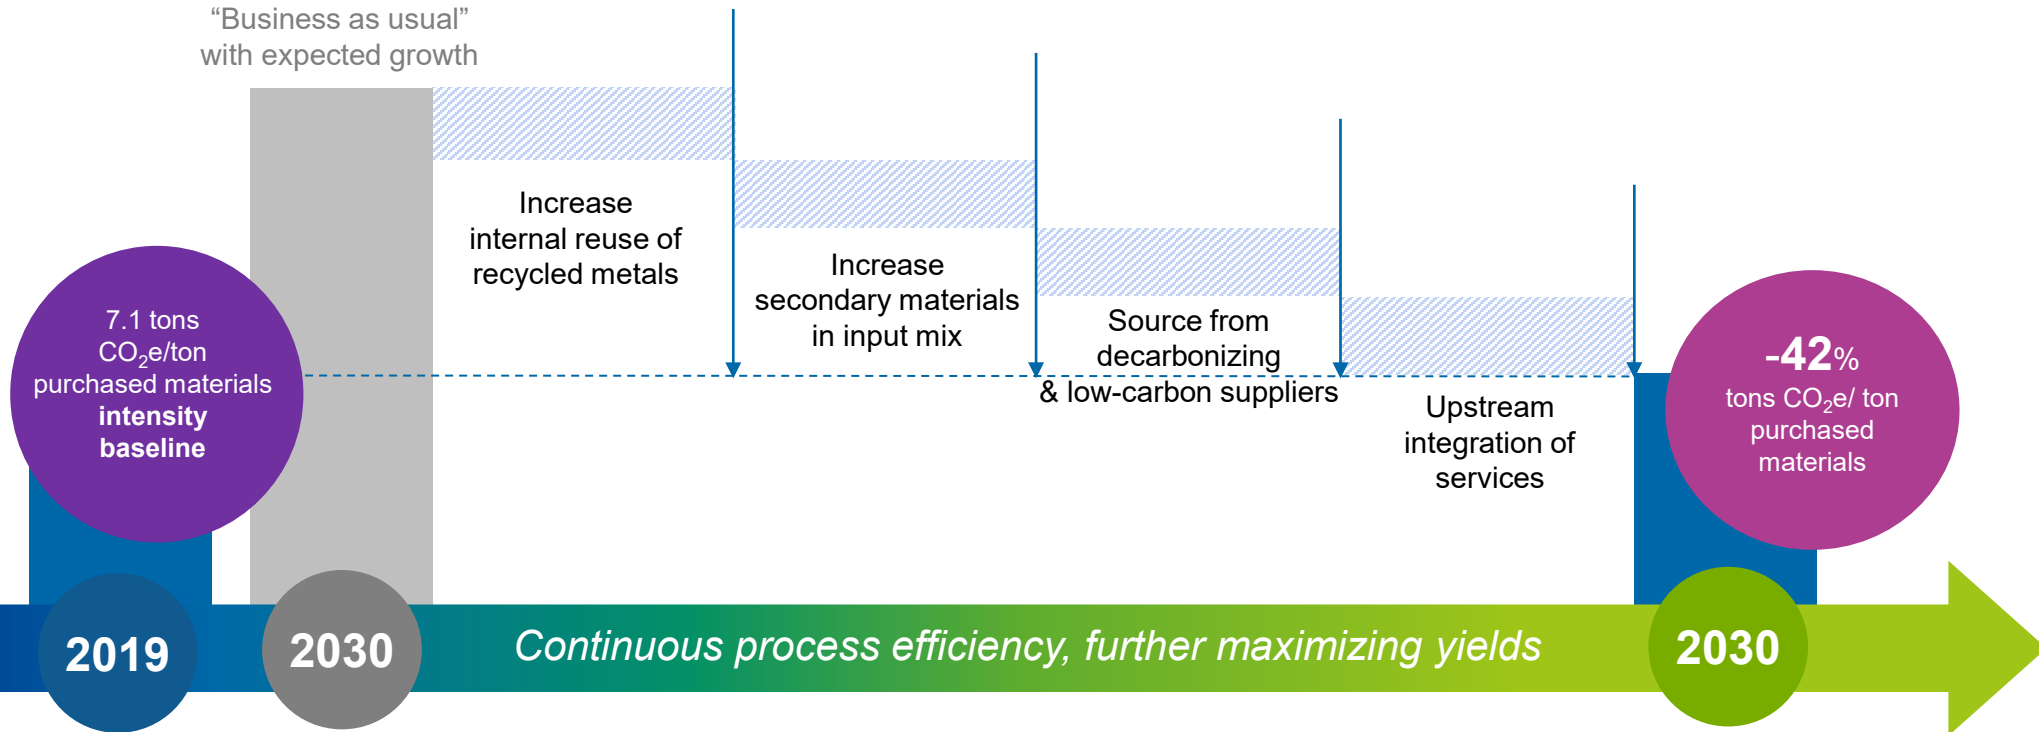 “Business as usual”
with expected growth
Increase
internal reuse of
recycled metals
Increase
secondary materials
in input mix
Source from
decarbonizing
& low-carbon suppliers
Upstream
integration of
services
7.1 tons
CO₂e/ton
purchased materials
intensity
baseline
-42%
tons CO₂e/ ton
purchased
materials
2019
2030
Continuous process efficiency, further maximizing yields
2030